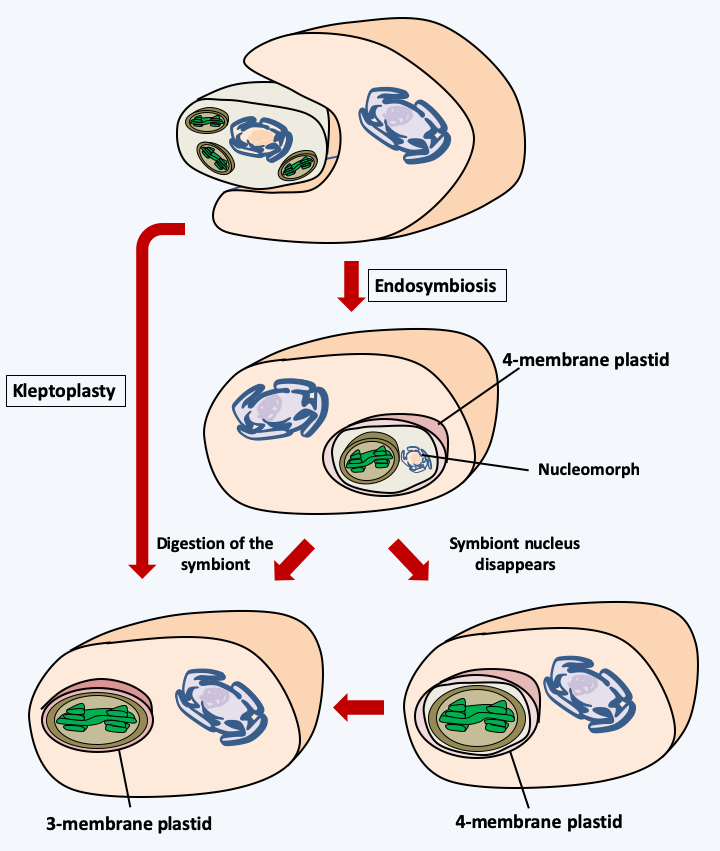 Endosymbiosis
4-membrane plastid
Kleptoplasty
Nucleomorph
Digestion of the
symbiont
Symbiont nucleus
disappears
3-membrane plastid
4-membrane plastid